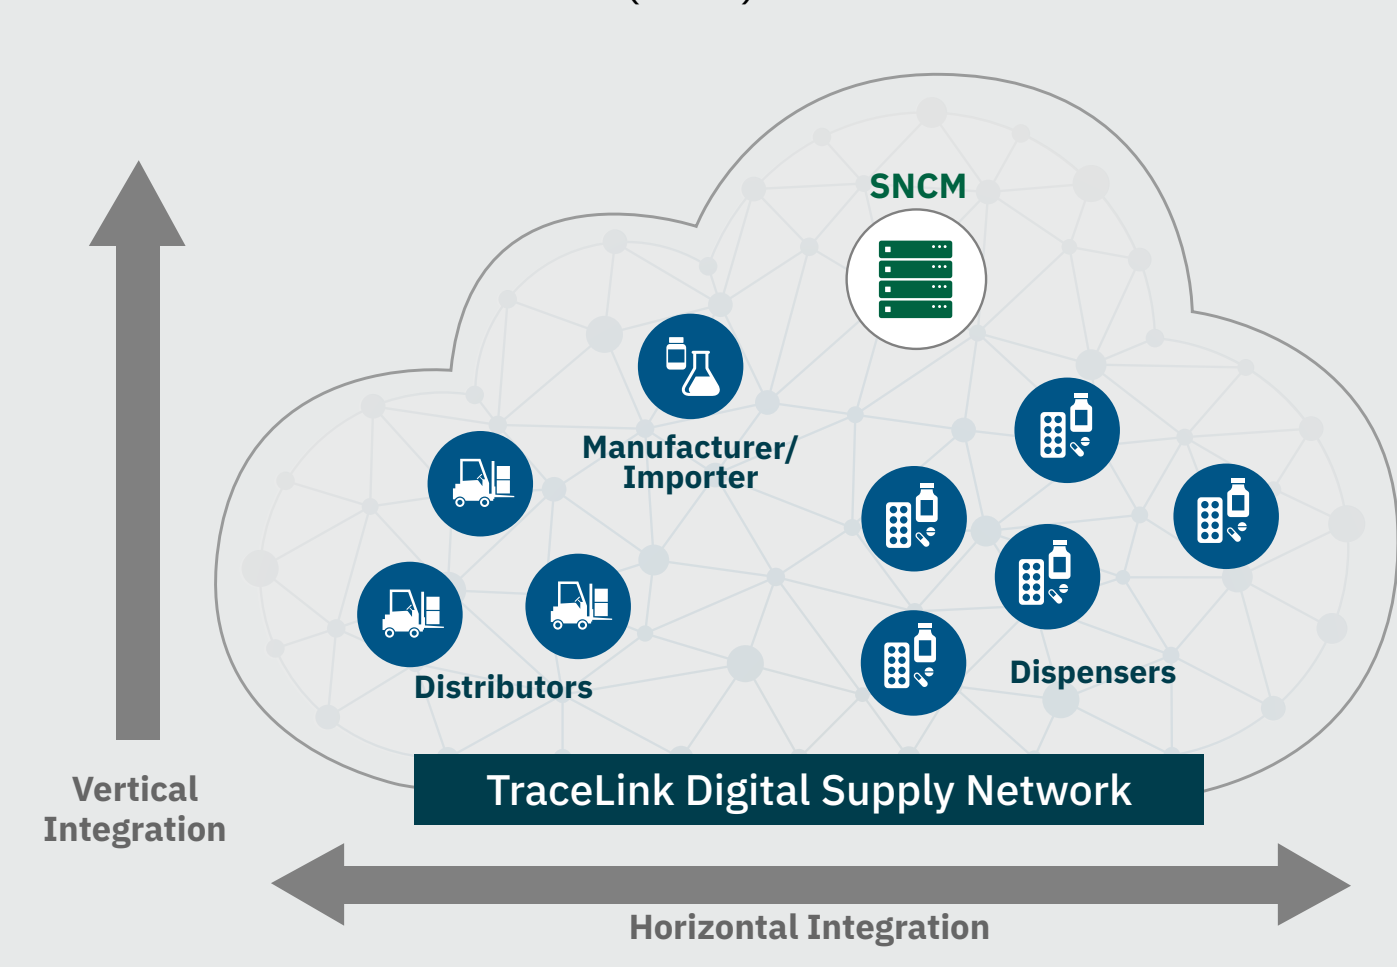 SNCM
Manufacturer/
Importer
Distributors
Dispensers
TraceLink Digital Supply Network
Vertical
Integration
Horizontal Integration